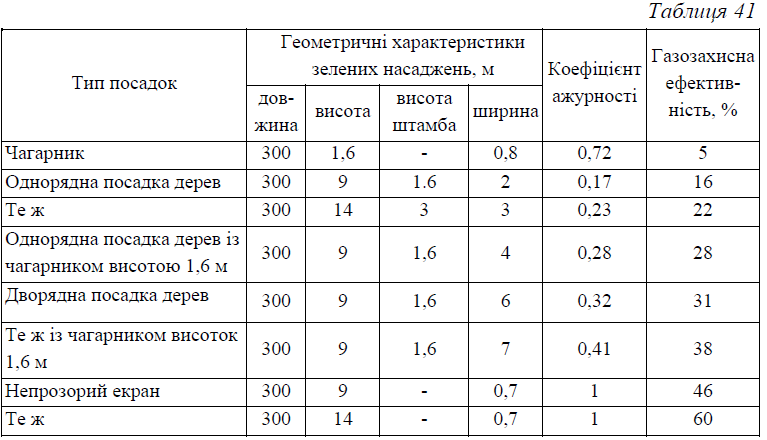 Таблиця 41
Тип посадок
Геометричні характеристики
зелених насаджень, м
Коефіцієнт
ажурності
Газозахисна
ефектив-
ність, %
дов-
жина
висота
висота
штамба
ширина
Чагарник 300 1,6 - 0,8 0,72 5
Однорядна посадка дерев 300 9 1.6 2 0,17 16
Те ж 300 14 3 3 0,23 22
Однорядна посадка дерев із
чагарником висотою 1,6 м 300 9 1,6 4 0,28 28
Дворядна посадка дерев 300 9 1,6 6 0,32 31
Те ж із чагарником висоток
1,6 м 300 9 1,6 7 0,41 38
Непрозорий екран 300 9 - 0,7 1 46
Те ж 300 14 - 0,7 1 60